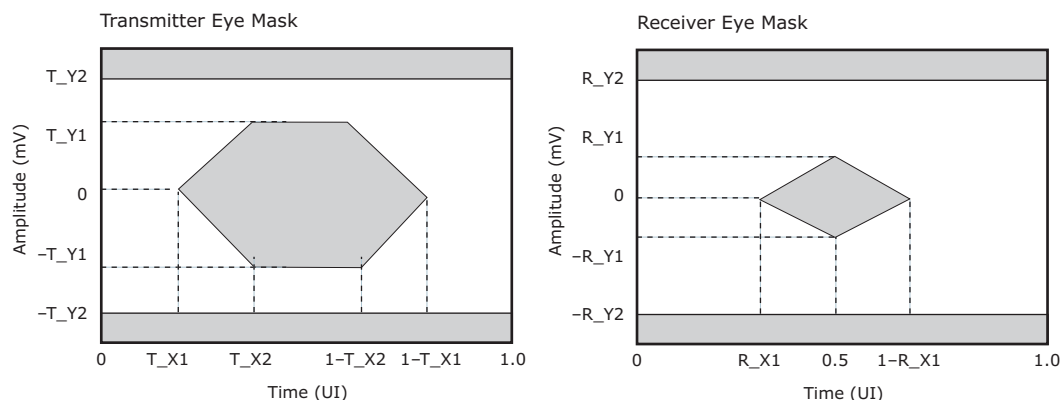 Transmitter Eye Mask
T_Y2
T_Y1
0
–T_Y1
–T_Y2
Amplitude (mV)
0 T_X1 T_X2 1–T_X2 1–T_X1 1.0
Time (UI)
Receiver Eye Mask
R_Y2
R_Y1
0
–R_Y1
–R_Y2
Amplitude (mV)
0 R_X1 0.5 1–R_X1 1.0
Time (UI)